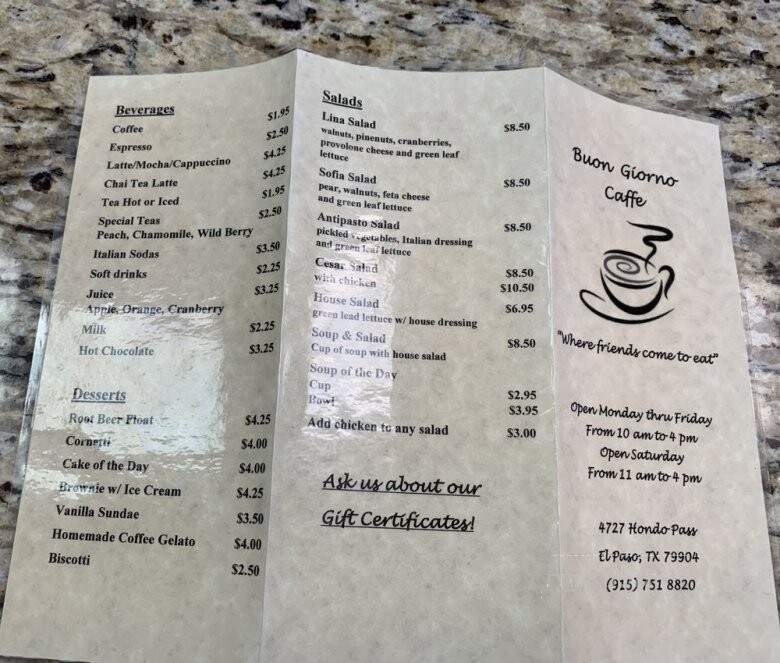 Beverages
Coffee $1.95
Espresso $2.50
Latte/Mocha/Cappuccino $4.25
Chai Tea Latte $4.25
Tea Hot or Iced $1.95
Special Teas $2.50
Peach, Chamomile, Wild Berry
Italian Sodas $3.50
Soft drinks $2.25
Juice $3.25
Apple, Orange, Cranberry
Milk $2.25
Hot Chocolate $3.25
Desserts
Root Beer Float $4.25
Cornetti $4.00
Cake of the Day $4.00
Brownie w/ Ice Cream $4.25
Vanilla Sundae $3.50
Homemade Coffee Gelato $4.00
Biscotti $2.50
Salads
Lina Salad $8.50
walnuts, pinenuts, cranberries,
provolone cheese and green leaf
lettuce
Sofia Salad $8.50
pear, walnuts, feta cheese
and green leaf lettuce
Antipasto Salad $8.50
pickled vegetables, Italian dressing
and green leaf lettuce
Cesar Salad $8.50
with chicken $10.50
House Salad $6.95
green lead lettuce w/ house dressing
Soup & Salad $8.50
Cup of soup with house salad
Soup of the Day
Cup $2.95
Bowl $3.95
Add chicken to any salad $3.00
Ask us about our
Gift Certificates!
Buon Giorno
Caffe
"Where friends come to eat"
Open Monday thru Friday
From 10 am to 4 pm
Open Saturday
From 11 am to 4 pm
4727 Hondo Pass
El Paso, TX 79904
(915) 751 8820